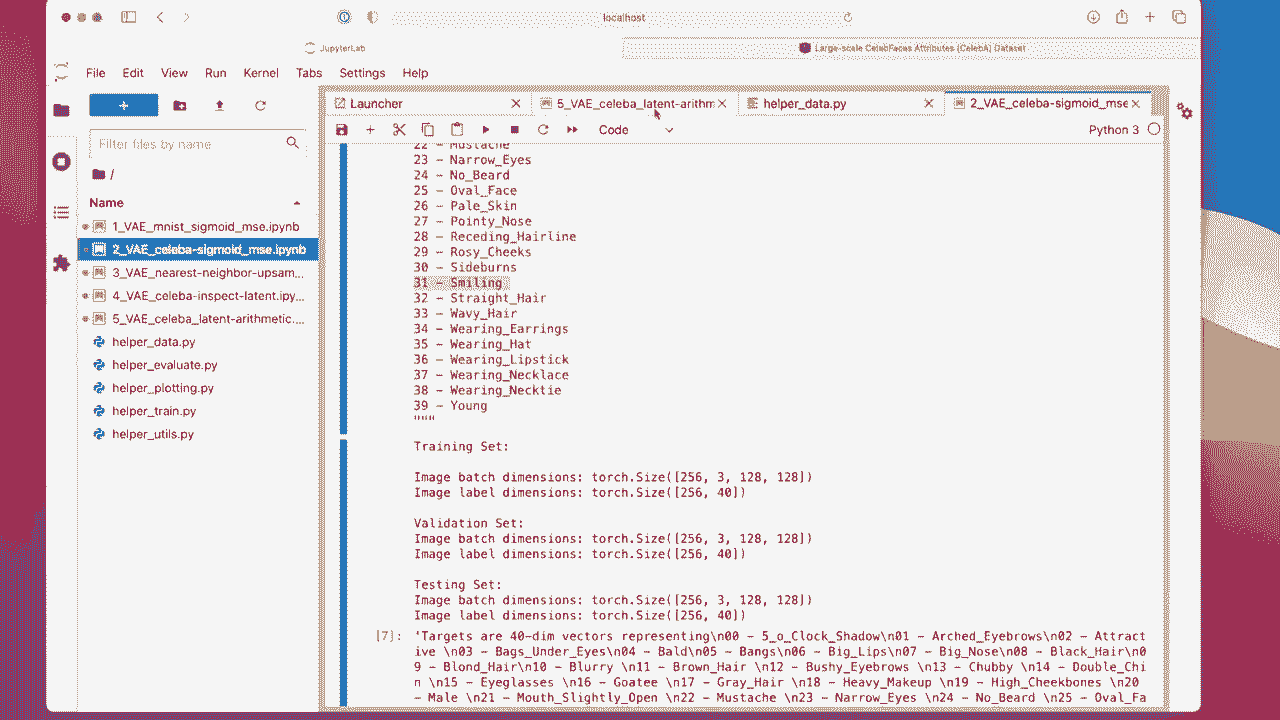 localhost
JupyterLab
Large-scale CelebFaces Attributes (CelebA) Dataset
File Edit View Run Kernel Tabs Settings Help
Launcher
5_VAE_celeba_latent-arithm
helper_data.py
2_VAE_celeba-sigmoid_mse
Code
Python 3
Filter files by name
/
Name
1_VAE_mnist_sigmoid_mse.ipynb
2_VAE_celeba-sigmoid_mse.ipynb
3_VAE_nearest-neighbor-upsam...
4_VAE_celeba-inspect-latent.ipy...
5_VAE_celeba_latent-arithmetic....
helper_data.py
helper_evaluate.py
helper_plotting.py
helper_train.py
helper_utils.py
22 - Mustache
23 - Narrow_Eyes
24 - No_Beard
25 - Oval_Face
26 - Pale_Skin
27 - Pointy_Nose
28 - Receding_Hairline
29 - Rosy_Cheeks
30 - Sideburns
31 - Smiling
32 - Straight_Hair
33 - Wavy_Hair
34 - Wearing_Earrings
35 - Wearing_Hat
36 - Wearing_Lipstick
37 - Wearing_Necklace
38 - Wearing_Necktie
39 - Young
"""
Training Set:
Image batch dimensions: torch.Size([256, 3, 128, 128])
Image label dimensions: torch.Size([256, 40])
Validation Set:
Image batch dimensions: torch.Size([256, 3, 128, 128])
Image label dimensions: torch.Size([256, 40])
Testing Set:
Image batch dimensions: torch.Size([256, 3, 128, 128])
Image label dimensions: torch.Size([256, 40])
[7]: 'Targets are 40-dim vectors representing\n00 - 5_o_Clock_Shadow\n01 - Arched_Eyebrows\n02 - Attract
ive \n03 - Bags_Under_Eyes\n04 - Bald\n05 - Bangs\n06 - Big_Lips\n07 - Big_Nose\n08 - Black_Hair\n0
9 - Blond_Hair\n10 - Blurry \n11 - Brown_Hair \n12 - Bushy_Eyebrows \n13 - Chubby \n14 - Double_Chi
n \n15 - Eyeglasses \n16 - Goatee \n17 - Gray_Hair \n18 - Heavy_Makeup \n19 - High_Cheekbones \n20
- Male \n21 - Mouth_Slightly_Open \n22 - Mustache \n23 - Narrow_Eyes \n24 - No_Beard \n25 - Oval_Fa